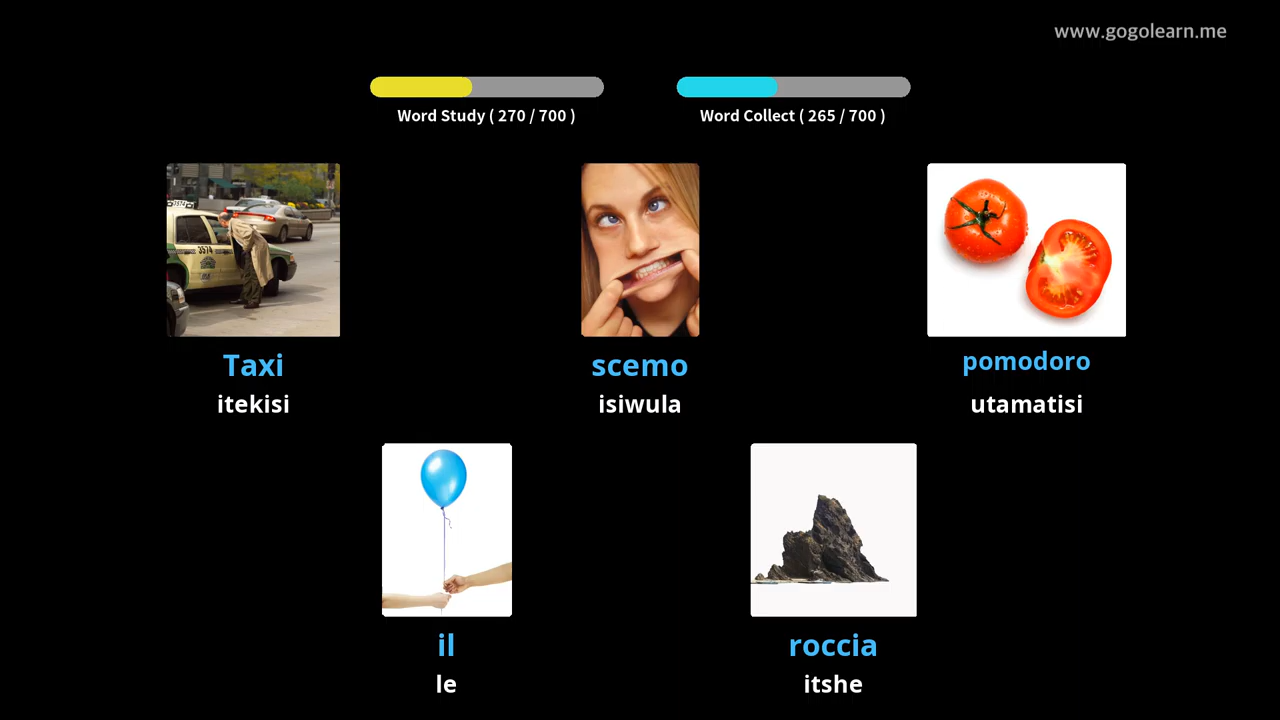 www.gogolearn.me
Word Study ( 270 / 700 )
Word Collect ( 265 / 700 )
3574
Taxi
scemo
pomodoro
itekisi
isiwula
utamatisi
il
roccia
le
itshe